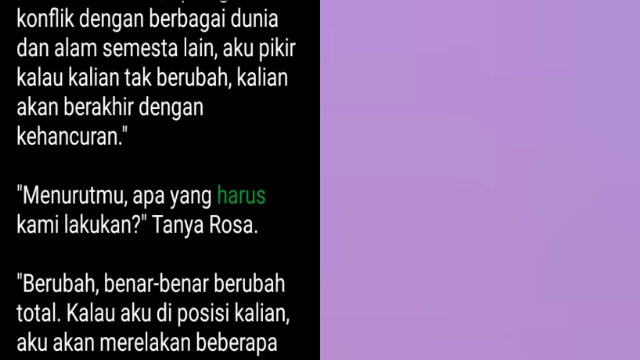 konflik dengan berbagai dunia
dan alam semesta lain, aku pikir
kalau kalian tak berubah, kalian
akan berakhir dengan
kehancuran."
"Menurutmu, apa yang harus
kami lakukan?" Tanya Rosa.
"Berubah, benar-benar berubah
total. Kalau aku di posisi kalian,
aku akan merelakan beberapa